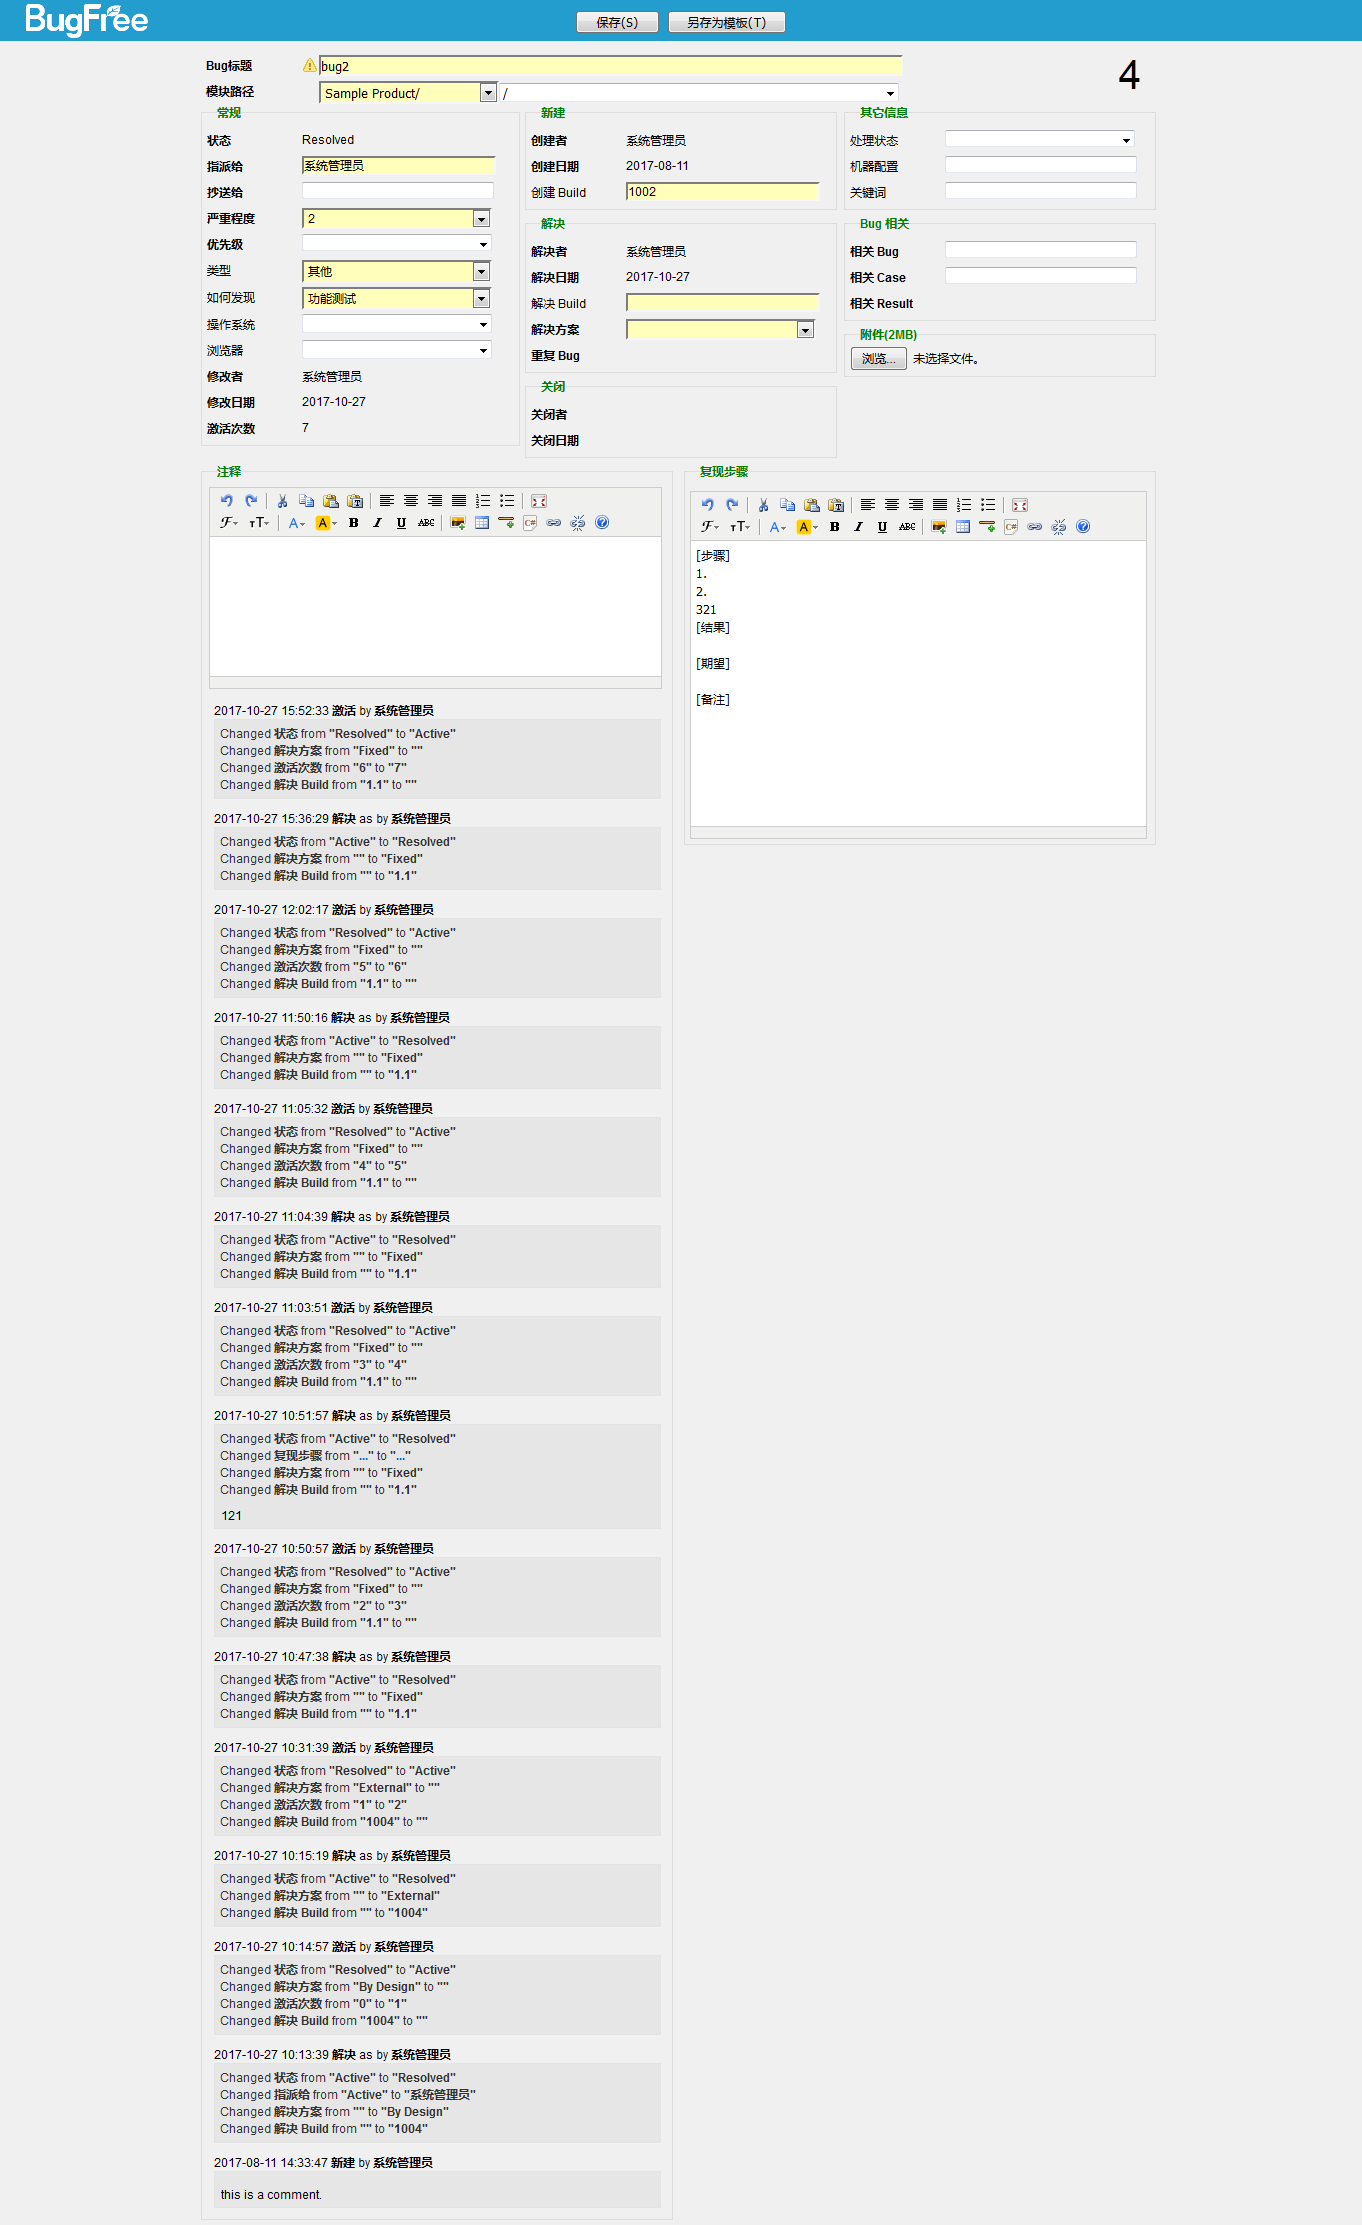 BugFree
保存(S) 另存为模板(T)
Bug标题 bug2
4
模块路径 Sample Product/ /
常规
状态 Resolved
指派给 系统管理员
抄送给
严重程度 2
优先级
类型 其他
如何发现 功能测试
操作系统
浏览器
修改者 系统管理员
修改日期 2017-10-27
激活次数 7
新建
创建者 系统管理员
创建日期 2017-08-11
创建 Build 1002
解决
解决者 系统管理员
解决日期 2017-10-27
解决 Build
解决方案
重复 Bug
关闭
关闭者
关闭日期
其它信息
处理状态
机器配置
关键词
Bug 相关
相关 Bug
相关 Case
相关 Result
附件(2MB)
浏览... 未选择文件。
注释
2017-10-27 15:52:33 激活 by 系统管理员
Changed 状态 from "Resolved" to "Active"
Changed 解决方案 from "Fixed" to ""
Changed 激活次数 from "6" to "7"
Changed 解决 Build from "1.1" to ""
2017-10-27 15:36:29 解决 as by 系统管理员
Changed 状态 from "Active" to "Resolved"
Changed 解决方案 from "" to "Fixed"
Changed 解决 Build from "" to "1.1"
2017-10-27 12:02:17 激活 by 系统管理员
Changed 状态 from "Resolved" to "Active"
Changed 解决方案 from "Fixed" to ""
Changed 激活次数 from "5" to "6"
Changed 解决 Build from "1.1" to ""
2017-10-27 11:50:16 解决 as by 系统管理员
Changed 状态 from "Active" to "Resolved"
Changed 解决方案 from "" to "Fixed"
Changed 解决 Build from "" to "1.1"
2017-10-27 11:05:32 激活 by 系统管理员
Changed 状态 from "Resolved" to "Active"
Changed 解决方案 from "Fixed" to ""
Changed 激活次数 from "4" to "5"
Changed 解决 Build from "1.1" to ""
2017-10-27 11:04:39 解决 as by 系统管理员
Changed 状态 from "Active" to "Resolved"
Changed 解决方案 from "" to "Fixed"
Changed 解决 Build from "" to "1.1"
2017-10-27 11:03:51 激活 by 系统管理员
Changed 状态 from "Resolved" to "Active"
Changed 解决方案 from "Fixed" to ""
Changed 激活次数 from "3" to "4"
Changed 解决 Build from "1.1" to ""
2017-10-27 10:51:57 解决 as by 系统管理员
Changed 状态 from "Active" to "Resolved"
Changed 复现步骤 from "..." to "..."
Changed 解决方案 from "" to "Fixed"
Changed 解决 Build from "" to "1.1"
121
2017-10-27 10:50:57 激活 by 系统管理员
Changed 状态 from "Resolved" to "Active"
Changed 解决方案 from "Fixed" to ""
Changed 激活次数 from "2" to "3"
Changed 解决 Build from "1.1" to ""
2017-10-27 10:47:38 解决 as by 系统管理员
Changed 状态 from "Active" to "Resolved"
Changed 解决方案 from "" to "Fixed"
Changed 解决 Build from "" to "1.1"
2017-10-27 10:31:39 激活 by 系统管理员
Changed 状态 from "Resolved" to "Active"
Changed 解决方案 from "External" to ""
Changed 激活次数 from "1" to "2"
Changed 解决 Build from "1004" to ""
2017-10-27 10:15:19 解决 as by 系统管理员
Changed 状态 from "Active" to "Resolved"
Changed 解决方案 from "" to "External"
Changed 解决 Build from "" to "1004"
2017-10-27 10:14:57 激活 by 系统管理员
Changed 状态 from "Resolved" to "Active"
Changed 解决方案 from "By Design" to ""
Changed 激活次数 from "0" to "1"
Changed 解决 Build from "1004" to ""
2017-10-27 10:13:39 解决 as by 系统管理员
Changed 状态 from "Active" to "Resolved"
Changed 指派给 from "Active" to "系统管理员"
Changed 解决方案 from "" to "By Design"
Changed 解决 Build from "" to "1004"
2017-08-11 14:33:47 新建 by 系统管理员
this is a comment.
复现步骤
[步骤]
1.
2.
321
[结果]
[期望]
[备注]